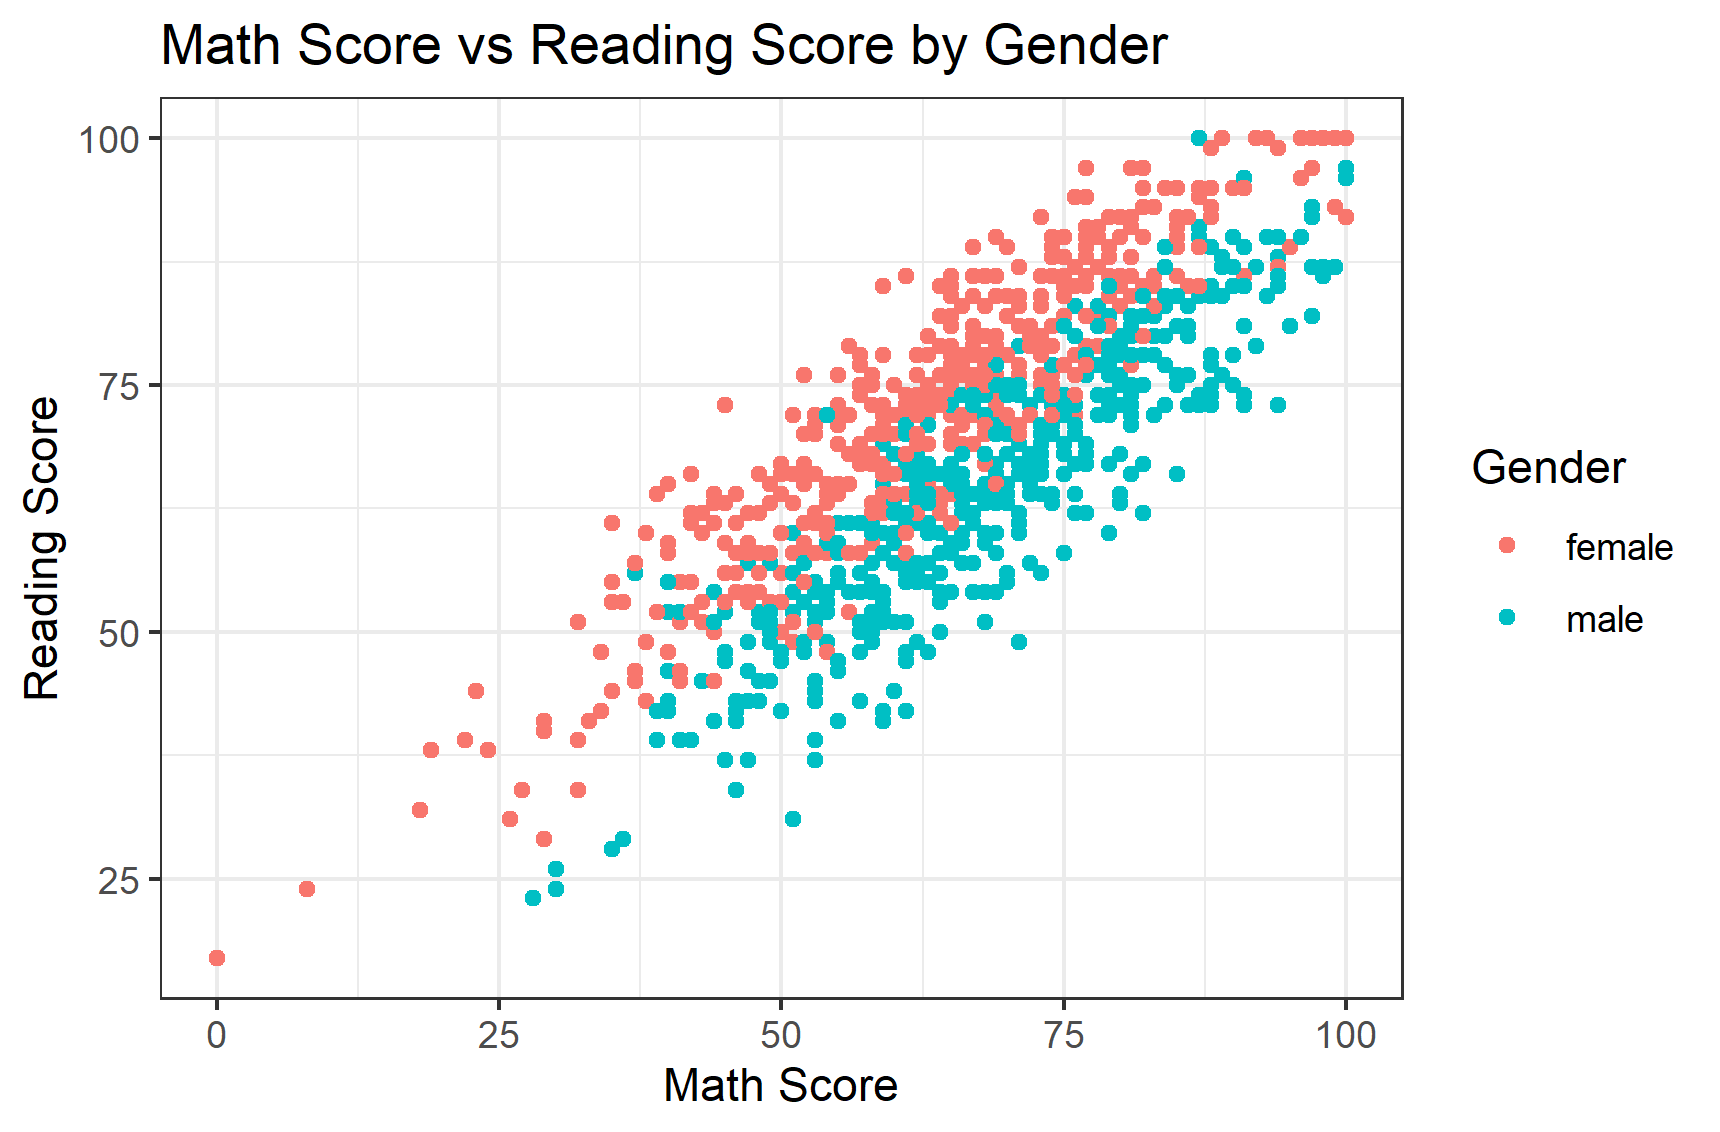 Math Score vs Reading Score by Gender
100
75
50
25
Reading Score
0 25 50 75 100
Math Score
Gender
female
male